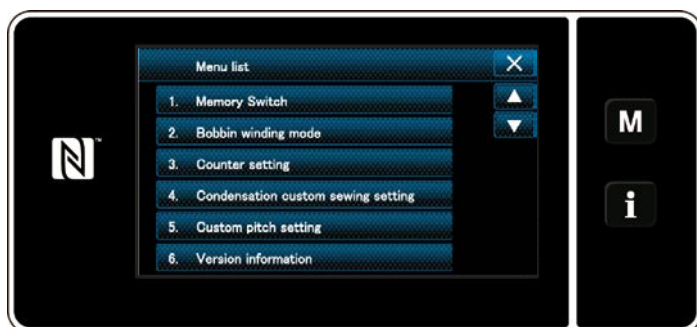 Menu list
1. Memory Switch
2. Bobbin winding mode
3. Counter setting
4. Condensation custom sewing setting
5. Custom pitch setting
6. Version information
M
i
N
TM